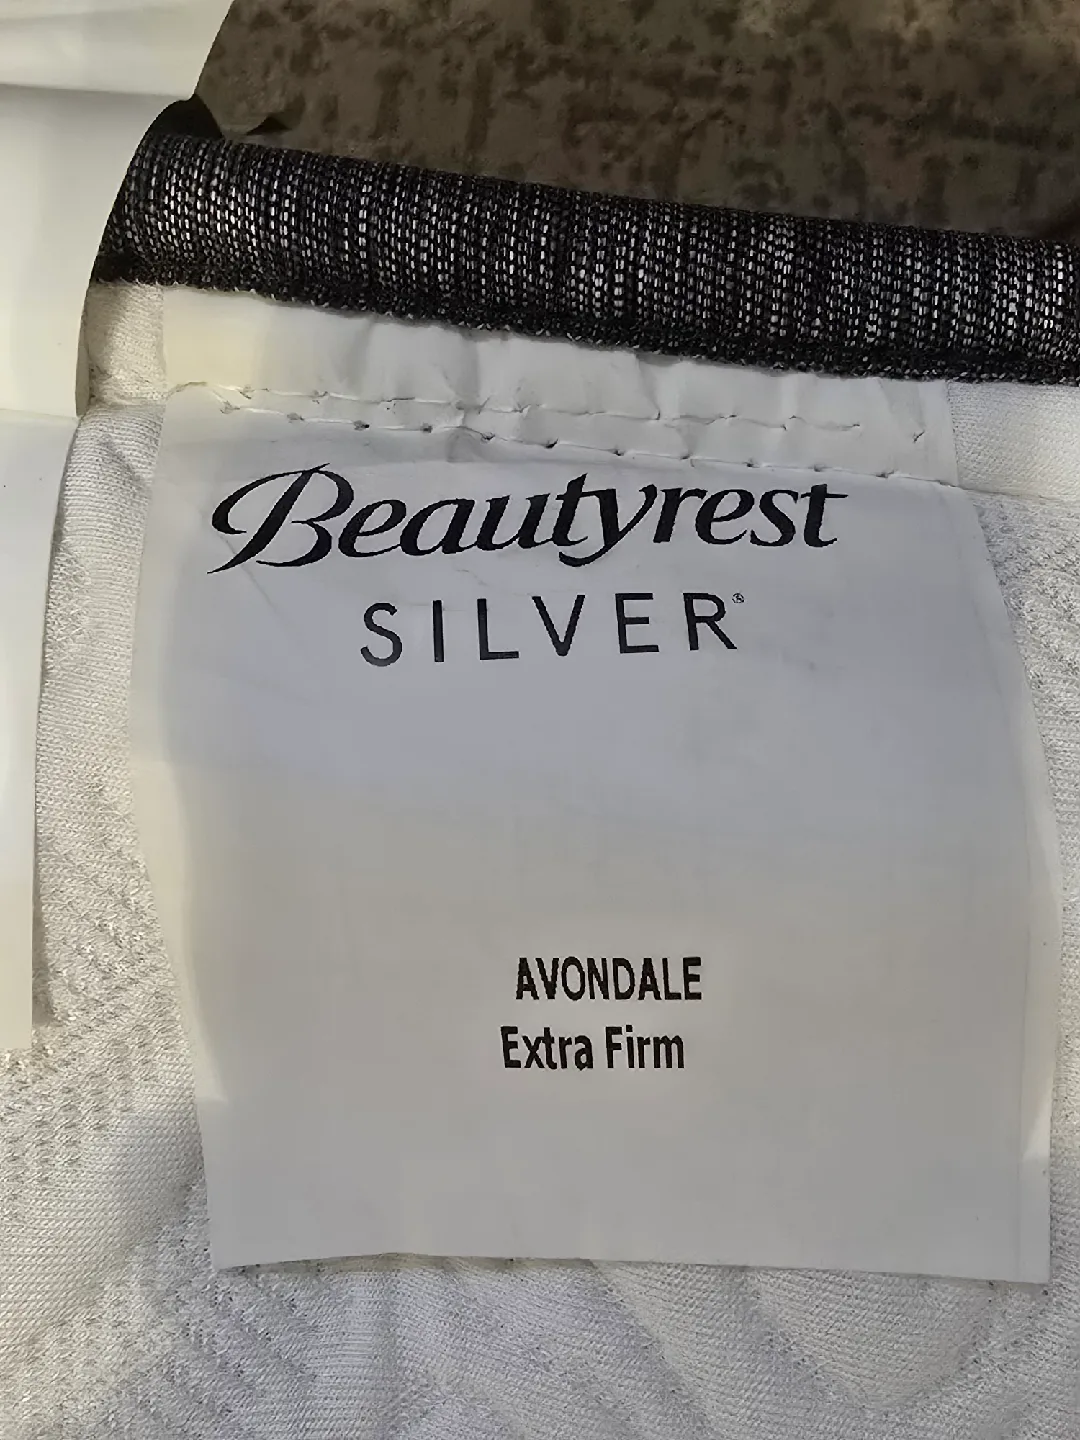 Beautyrest
SILVER®
AVONDALE
Extra Firm